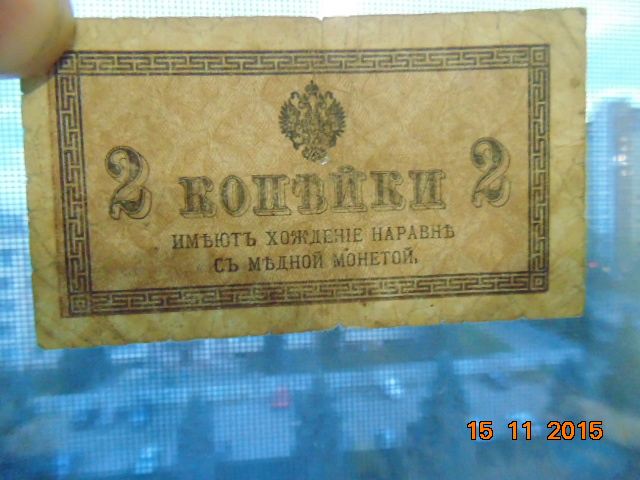 2 КОПѢЙКИ 2
ИМѢЮТЪ ХОЖДЕНІЕ НАРАВНѢ
СЪ МѢДНОЙ МОНЕТОЙ.
15 11 2015